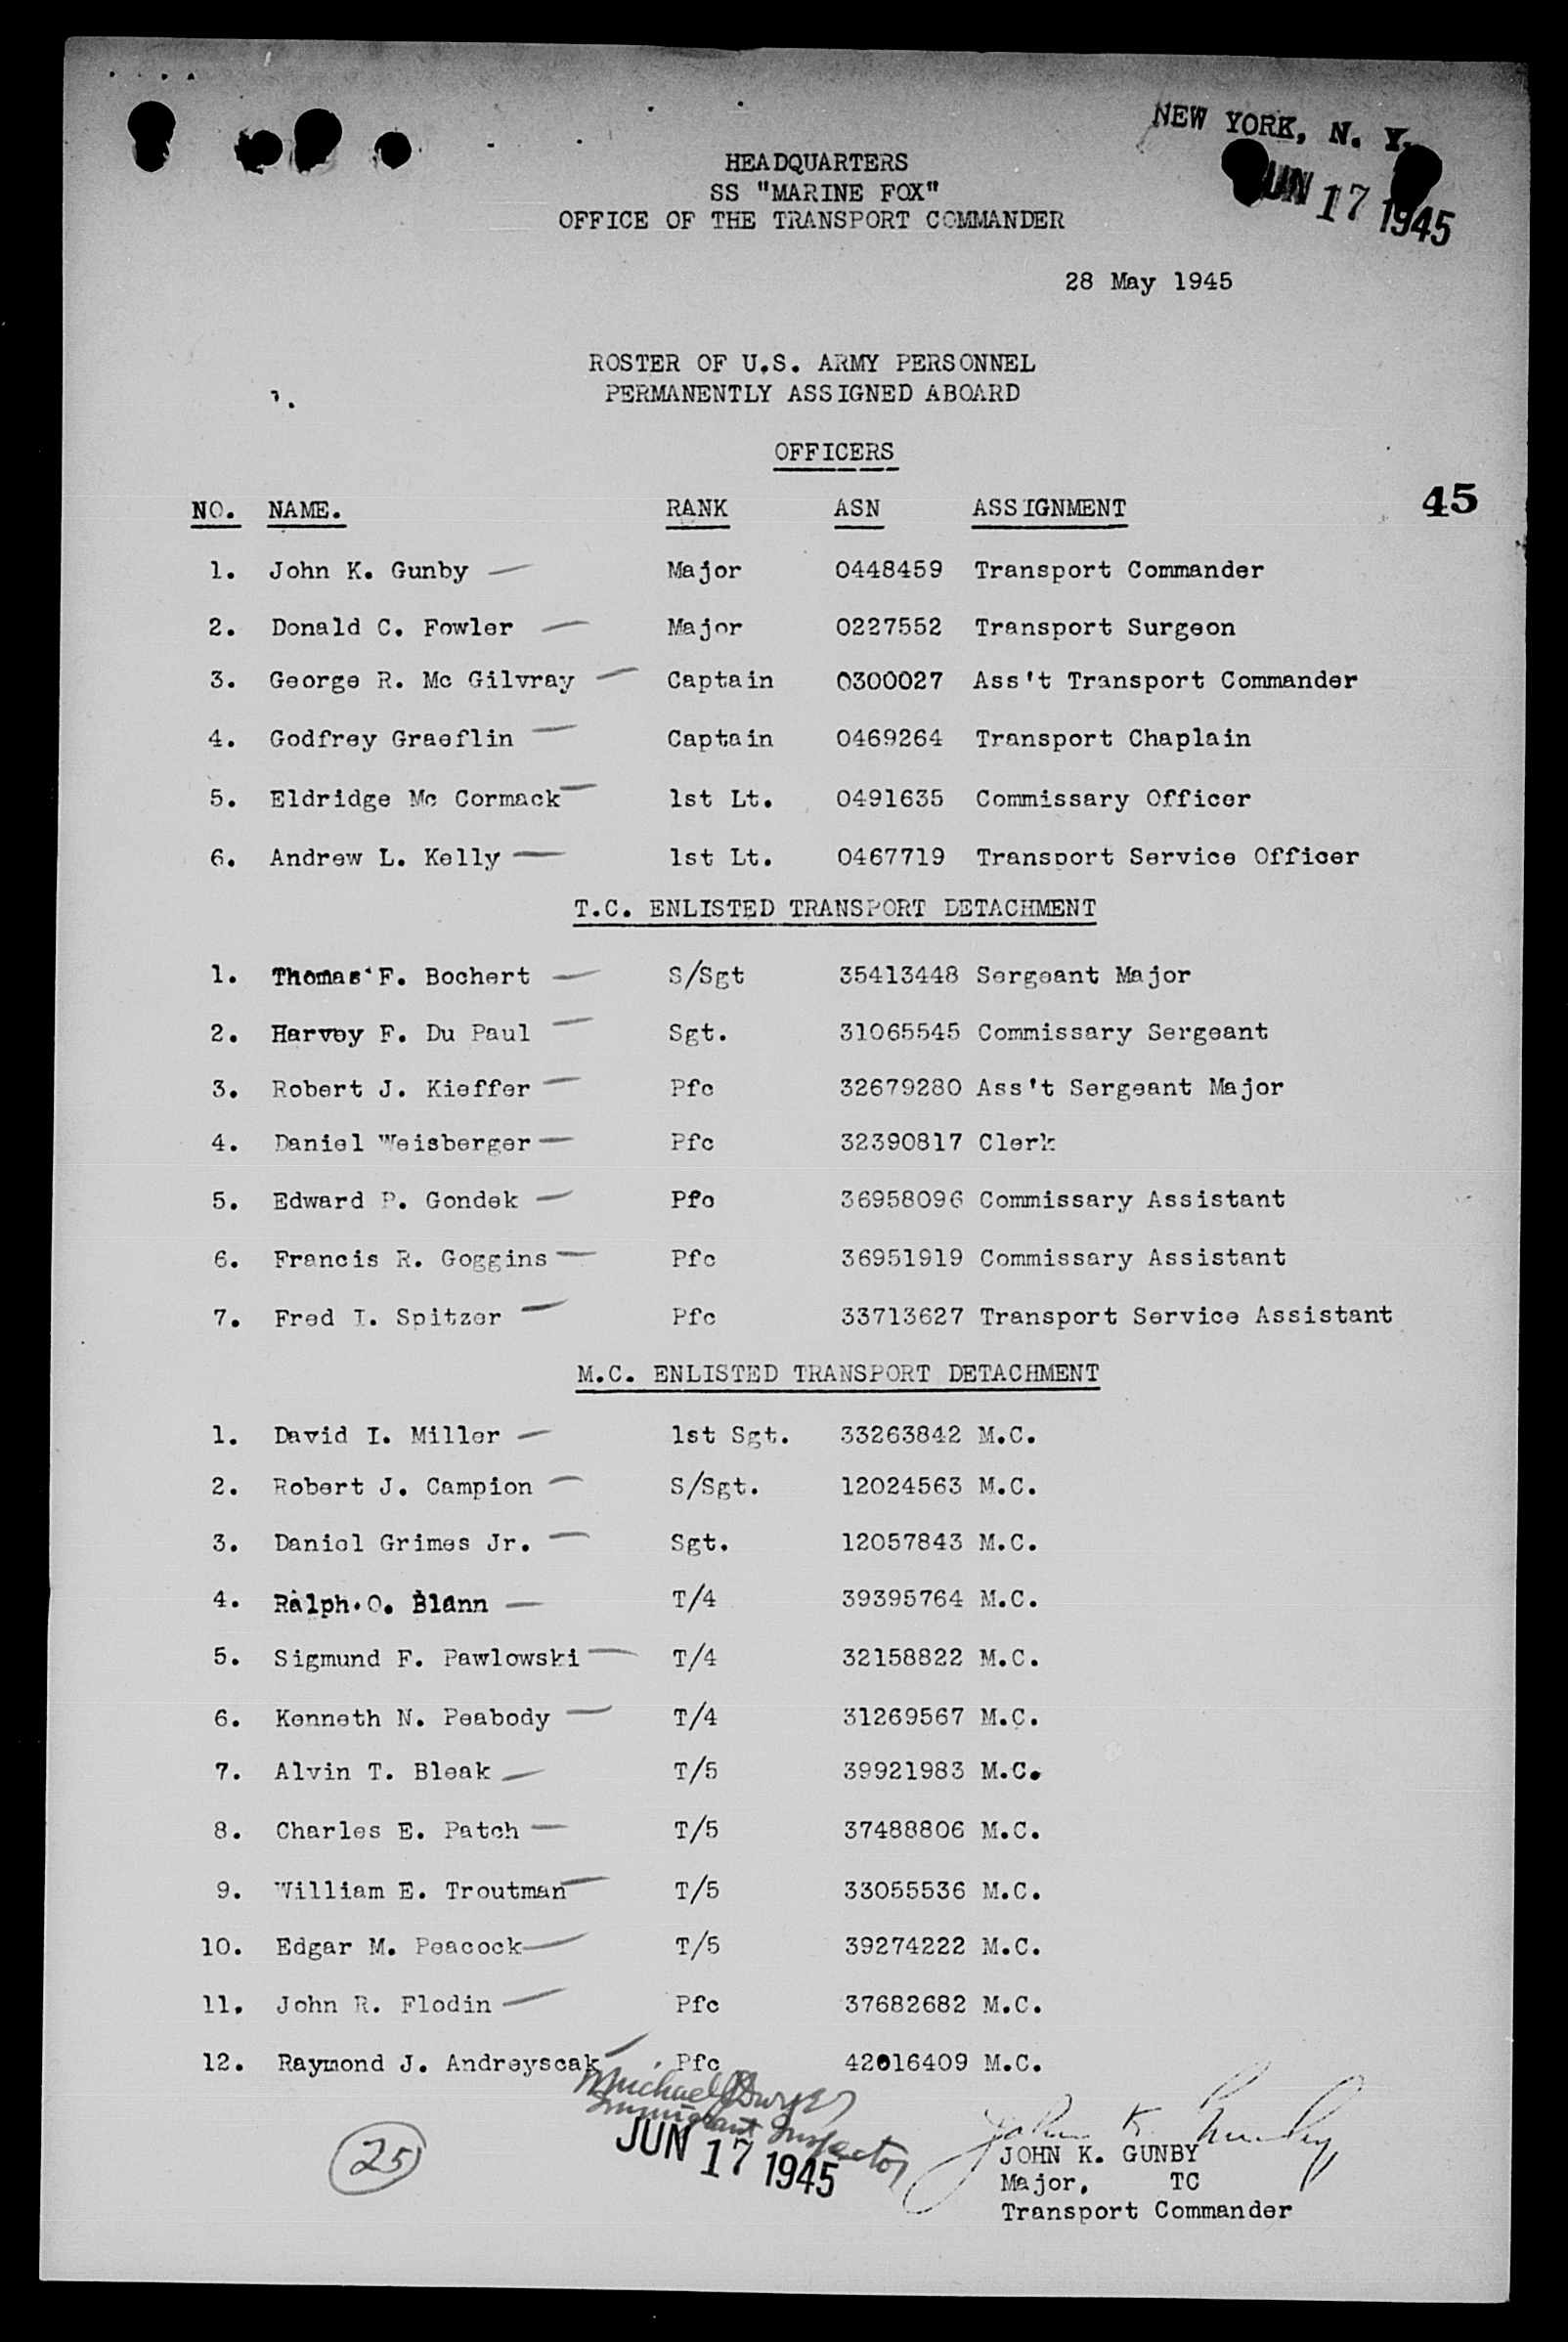 NEW YORK, N. Y.
JUN 17 1945
HEADQUARTERS
SS "MARINE FOX"
OFFICE OF THE TRANSPORT COMMANDER
28 May 1945
ROSTER OF U.S. ARMY PERSONNEL
PERMANENTLY ASSIGNED ABOARD
OFFICERS
NO. NAME. RANK ASN ASSIGNMENT 45
1. John K. Gunby — Major 0448459 Transport Commander
2. Donald C. Fowler — Major 0227552 Transport Surgeon
3. George R. Mc Gilvray — Captain 0300027 Ass't Transport Commander
4. Godfrey Graeflin — Captain 0469264 Transport Chaplain
5. Eldridge Mc Cormack — 1st Lt. 0491635 Commissary Officer
6. Andrew L. Kelly — 1st Lt. 0467719 Transport Service Officer
T.C. ENLISTED TRANSPORT DETACHMENT
1. Thomas F. Bochert — S/Sgt 35413448 Sergeant Major
2. Harvey F. Du Paul — Sgt. 31065545 Commissary Sergeant
3. Robert J. Kieffer — Pfc 32679280 Ass't Sergeant Major
4. Daniel Weisberger — Pfc 32390817 Clerk
5. Edward P. Gondek — Pfc 36958096 Commissary Assistant
6. Francis R. Goggins — Pfc 36951919 Commissary Assistant
7. Fred I. Spitzer — Pfc 33713627 Transport Service Assistant
M.C. ENLISTED TRANSPORT DETACHMENT
1. David I. Miller — 1st Sgt. 33263842 M.C.
2. Robert J. Campion — S/Sgt. 12024563 M.C.
3. Daniel Grimes Jr. — Sgt. 12057843 M.C.
4. Ralph O. Blann — T/4 39395764 M.C.
5. Sigmund F. Pawlowski — T/4 32158822 M.C.
6. Kenneth N. Peabody — T/4 31269567 M.C.
7. Alvin T. Bleak — T/5 39921983 M.C.
8. Charles E. Patch — T/5 37488806 M.C.
9. William E. Troutman — T/5 33055536 M.C.
10. Edgar M. Peacock — T/5 39274222 M.C.
11. John R. Flodin — Pfc 37682682 M.C.
12. Raymond J. Andreyscak — Pfc 42016409 M.C.
Michael
Immigrant Inspector
JUN 17 1945
25
John K. Gunby
JOHN K. GUNBY
Major, TC
Transport Commander